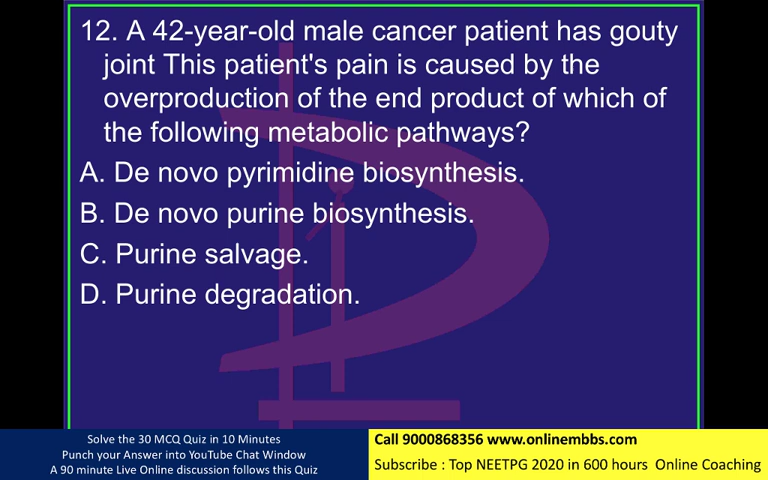 12. A 42-year-old male cancer patient has gouty
joint This patient's pain is caused by the
overproduction of the end product of which of
the following metabolic pathways?
A. De novo pyrimidine biosynthesis.
B. De novo purine biosynthesis.
C. Purine salvage.
D. Purine degradation.
Solve the 30 MCQ Quiz in 10 Minutes
Punch your Answer into YouTube Chat Window
A 90 minute Live Online discussion follows this Quiz
Call 9000868356 www.onlinembbs.com
Subscribe : Top NEETPG 2020 in 600 hours Online Coaching